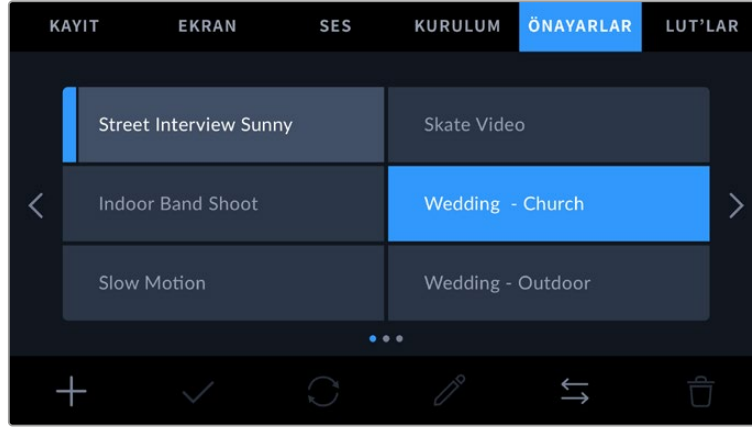 KAYIT EKRAN SES KURULUM ÖNAYARLAR LUT’LAR
Street Interview Sunny Skate Video
Indoor Band Shoot Wedding - Church
Slow Motion Wedding - Outdoor